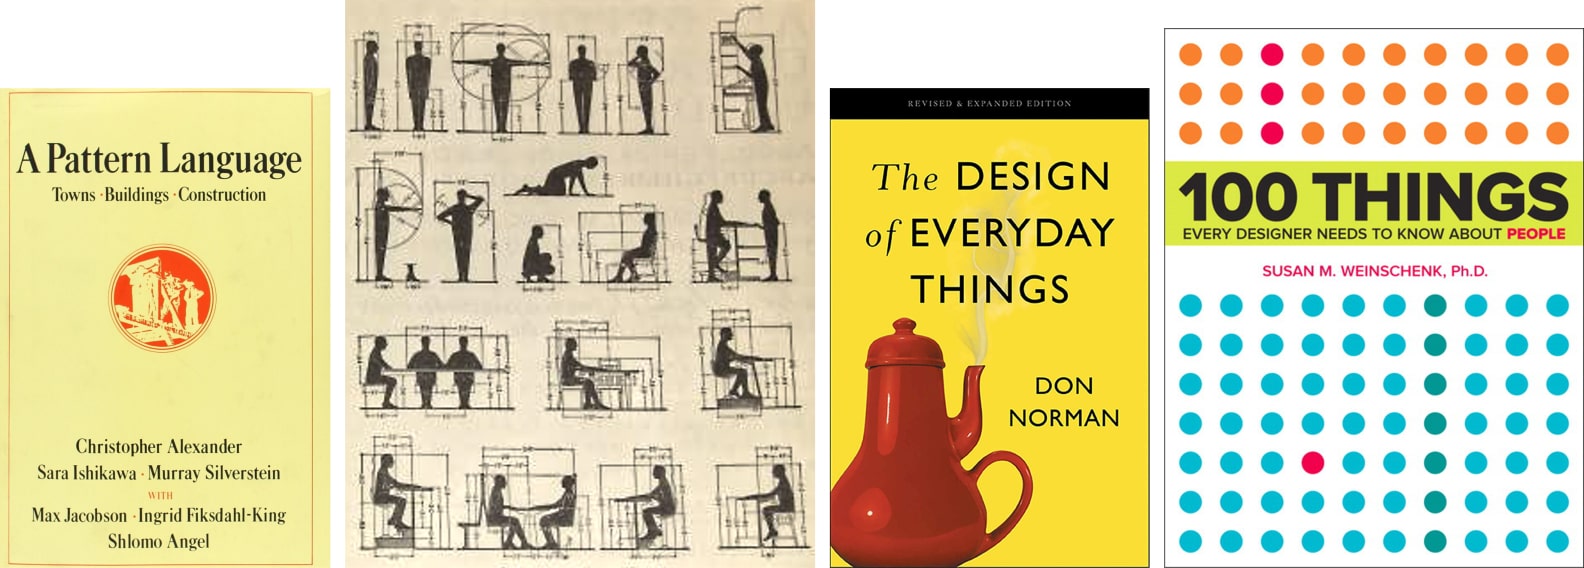 A Pattern Language
Towns · Buildings · Construction
Christopher Alexander
Sara Ishikawa · Murray Silverstein
WITH
Max Jacobson · Ingrid Fiksdahl-King
Shlomo Angel
REVISED & EXPANDED EDITION
The DESIGN
of EVERYDAY
THINGS
DON
NORMAN
100 THINGS
EVERY DESIGNER NEEDS TO KNOW ABOUT PEOPLE
SUSAN M. WEINSCHENK, Ph.D.